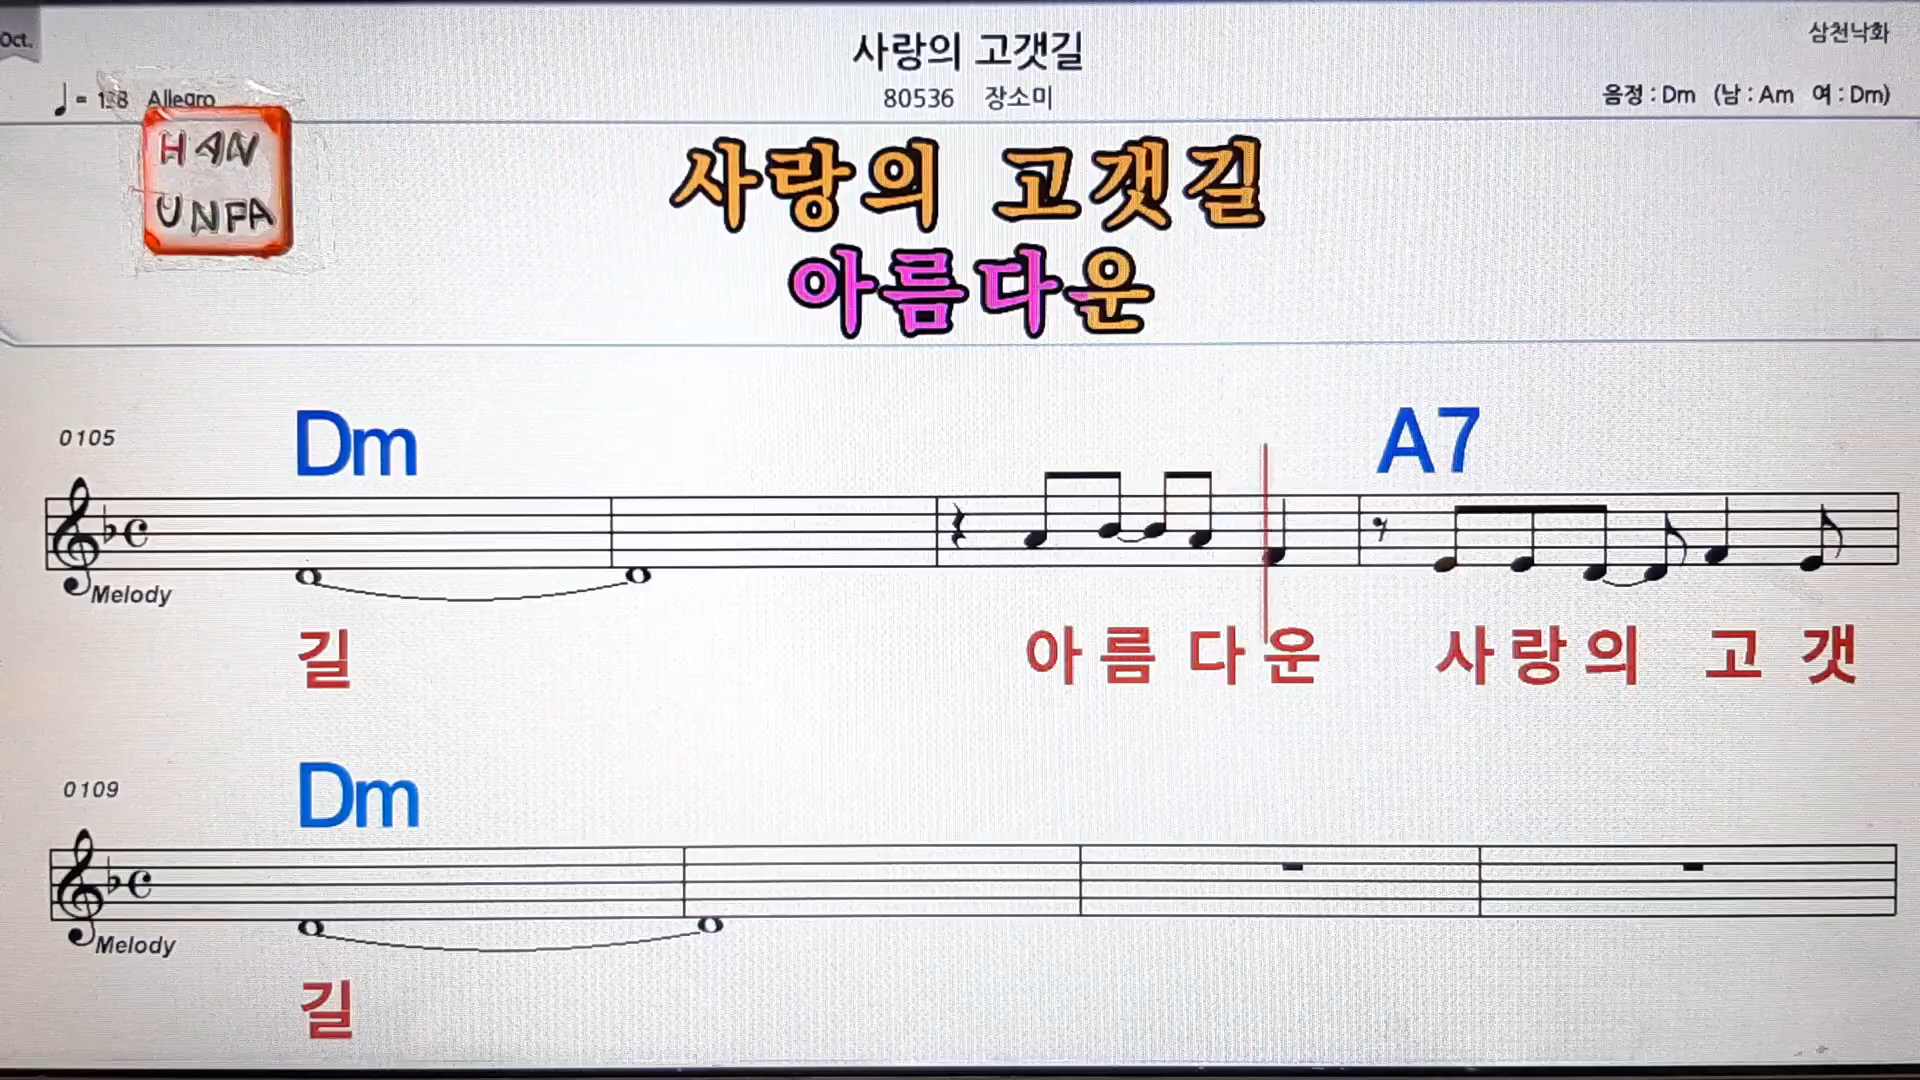 Oct.
사랑의 고갯길
삼천낙화
Allegro
80536 장소미
음정 : Dm (남 : Am 여 : Dm)
HAN
UNFA
사랑의 고갯길
아름다운
0105
Dm
A7
Melody
길 아름다운 사랑의 고갯
0109
Dm
Melody
길